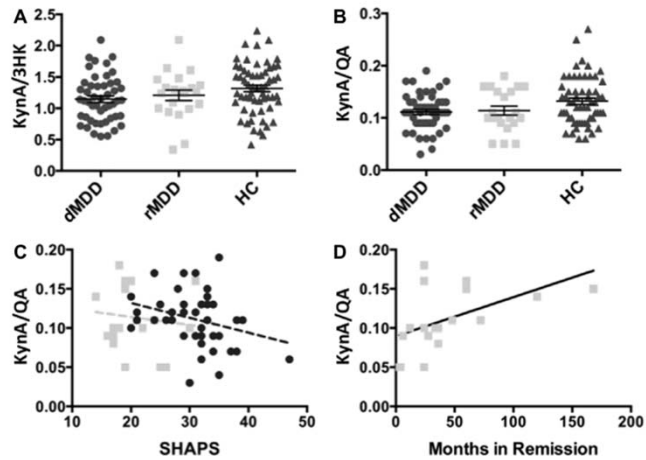 A
KynA/3HK
2.5
2.0
1.5
1.0
0.5
0.0
dMDD
rMDD
HC
B
KynA/QA
0.3
0.2
0.1
0.0
dMDD
rMDD
HC
C
KynA/QA
0.20
0.15
0.10
0.05
0.00
10 20 30 40 50
SHAPS
D
KynA/QA
0.20
0.15
0.10
0.05
0.00
0 50 100 150 200
Months in Remission